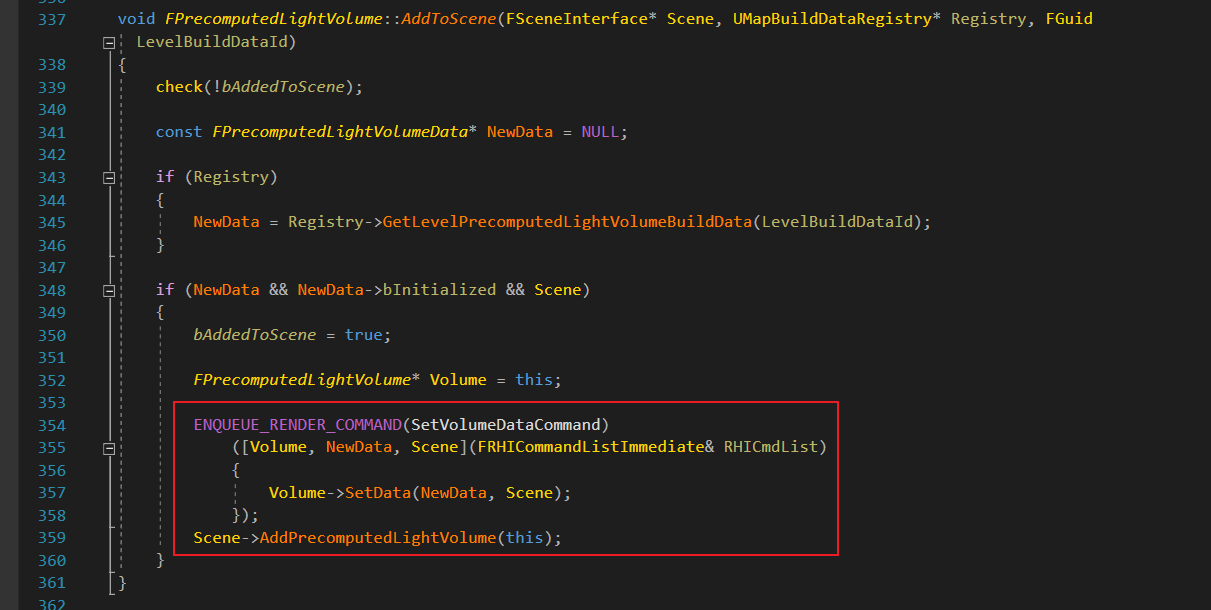 336
337 void FPrecomputedLightVolume::AddToScene(FSceneInterface* Scene, UMapBuildDataRegistry* Registry, FGuid
LevelBuildDataId)
338 {
339 check(!bAddedToScene);
340
341 const FPrecomputedLightVolumeData* NewData = NULL;
342
343 if (Registry)
344 {
345 NewData = Registry->GetLevelPrecomputedLightVolumeBuildData(LevelBuildDataId);
346 }
347
348 if (NewData && NewData->bInitialized && Scene)
349 {
350 bAddedToScene = true;
351
352 FPrecomputedLightVolume* Volume = this;
353
354 ENQUEUE_RENDER_COMMAND(SetVolumeDataCommand)
355 ([Volume, NewData, Scene](FRHICommandListImmediate& RHICmdList)
356 {
357 Volume->SetData(NewData, Scene);
358 });
359 Scene->AddPrecomputedLightVolume(this);
360 }
361 }
362